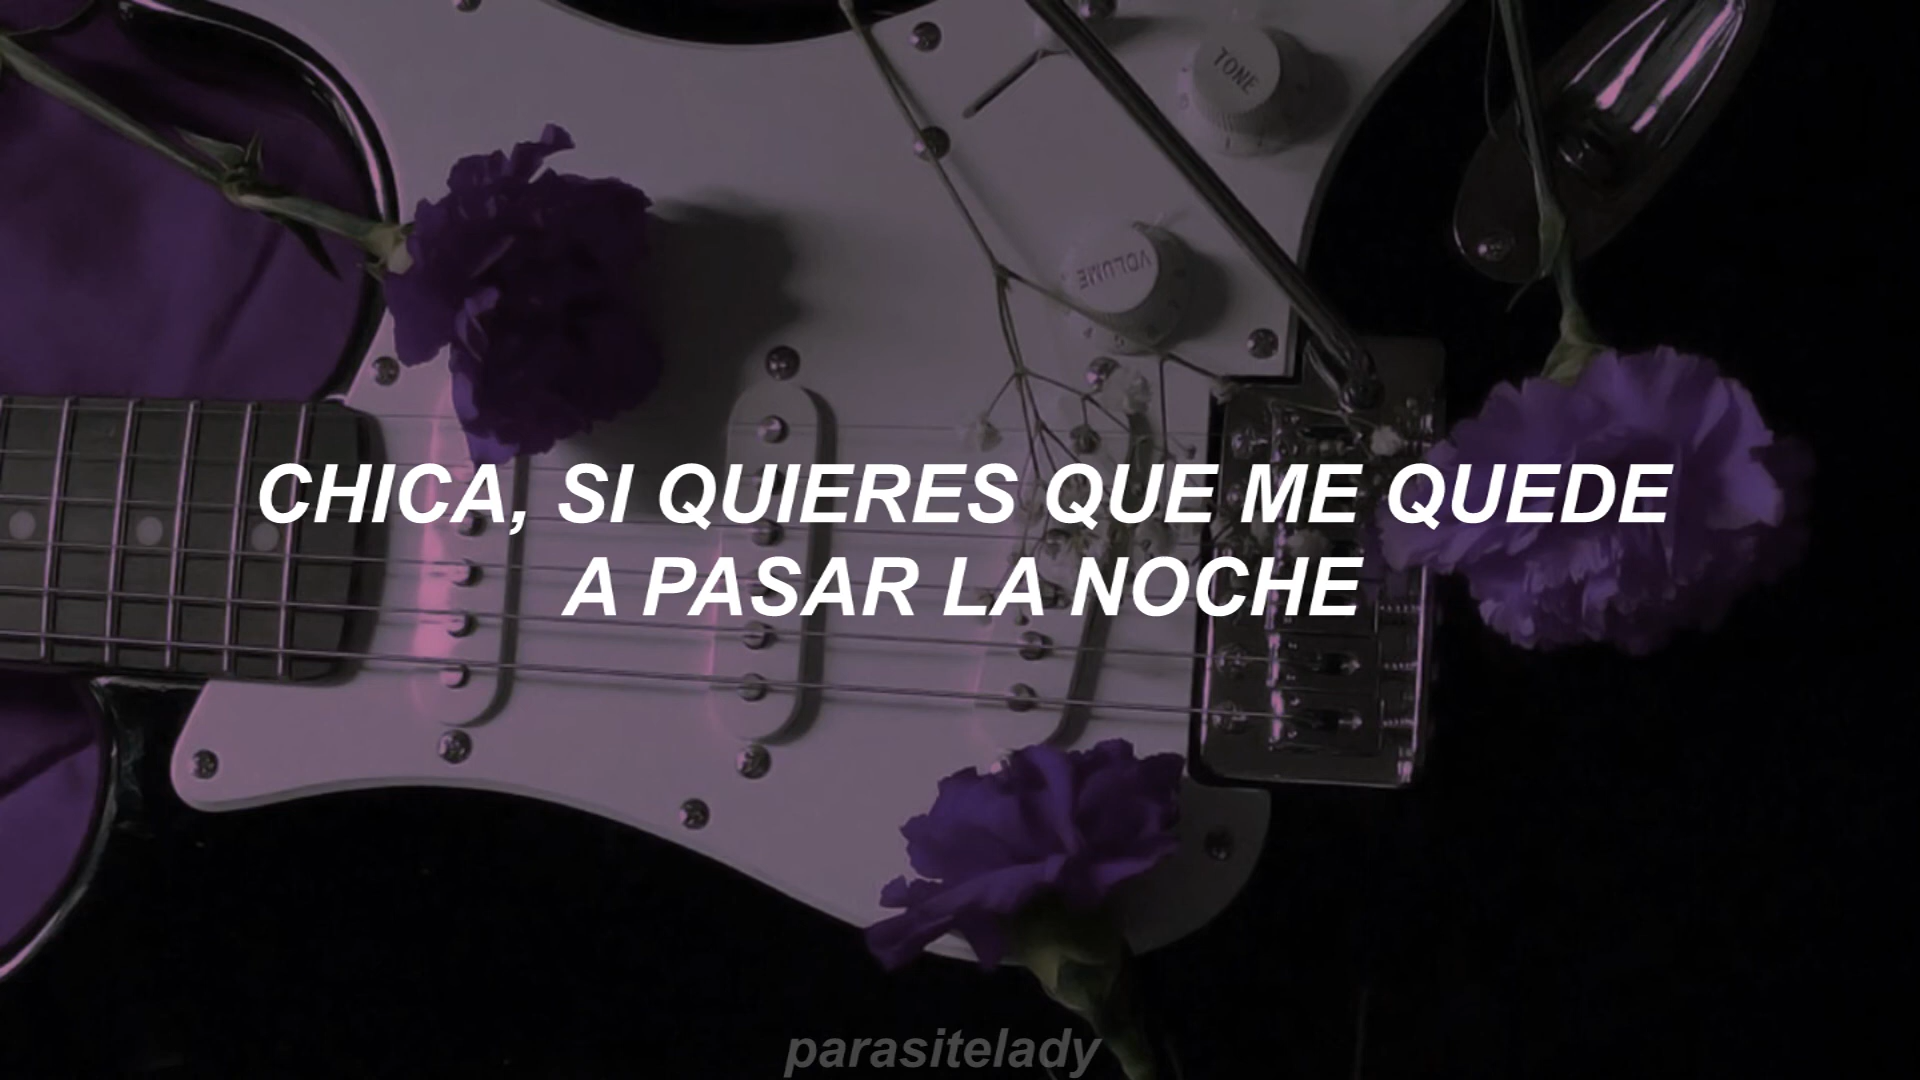 TONE
VOLUME
CHICA, SI QUIERES QUE ME QUEDE
A PASAR LA NOCHE
parasitelady